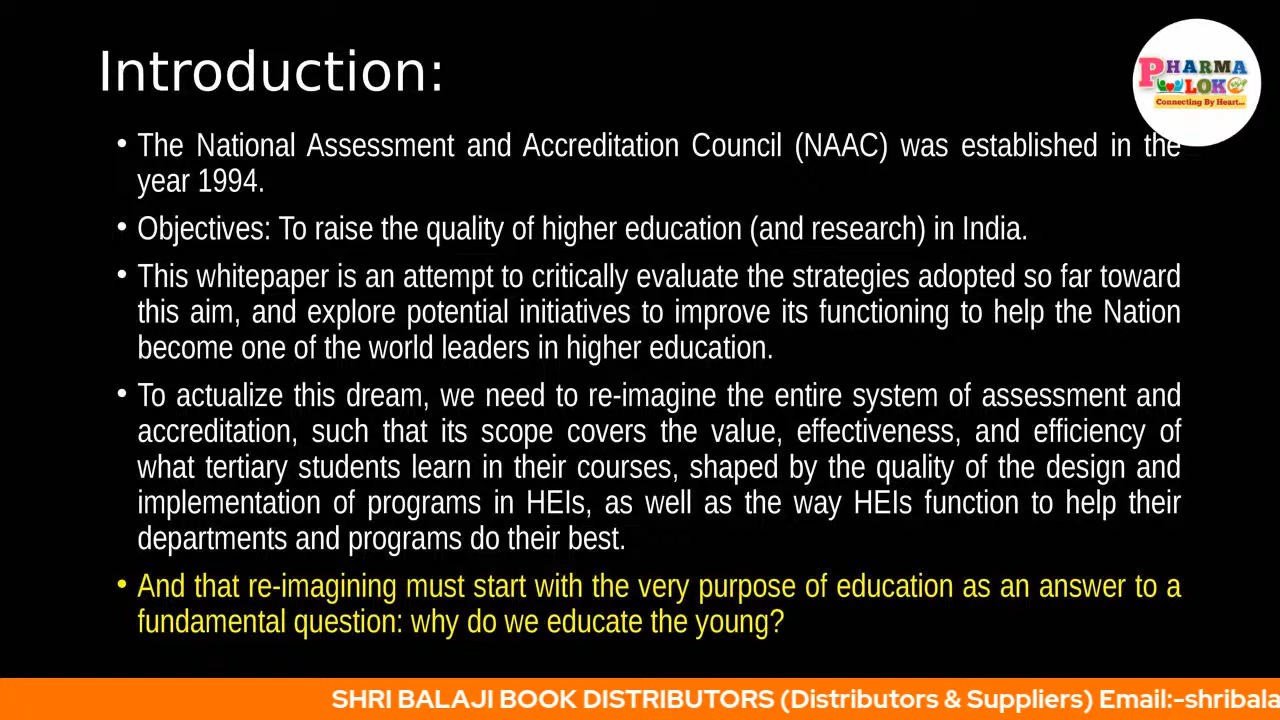 Introduction:
PHARMA
LOK
Connecting By Heart...
• The National Assessment and Accreditation Council (NAAC) was established in the
year 1994.
• Objectives: To raise the quality of higher education (and research) in India.
• This whitepaper is an attempt to critically evaluate the strategies adopted so far toward
this aim, and explore potential initiatives to improve its functioning to help the Nation
become one of the world leaders in higher education.
• To actualize this dream, we need to re-imagine the entire system of assessment and
accreditation, such that its scope covers the value, effectiveness, and efficiency of
what tertiary students learn in their courses, shaped by the quality of the design and
implementation of programs in HEIs, as well as the way HEIs function to help their
departments and programs do their best.
• And that re-imagining must start with the very purpose of education as an answer to a
fundamental question: why do we educate the young?
SHRI BALAJI BOOK DISTRIBUTORS (Distributors & Suppliers) Email:-shribala